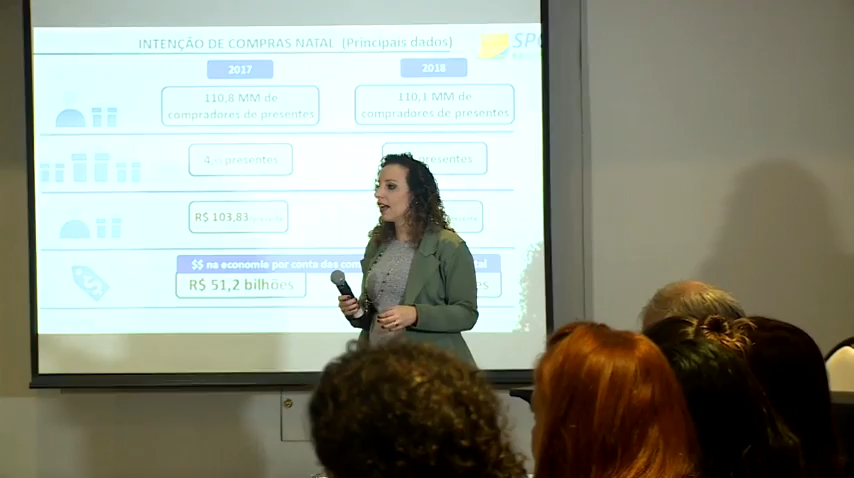 INTENÇÃO DE COMPRAS NATAL (Principais dados)
SPC
2017
2018
110,8 MM de
compradores de presentes
110,1 MM de
compradores de presentes
presentes
presentes
R$ 103,83
$$ na economia por conta das
R$ 51,2 bilhões